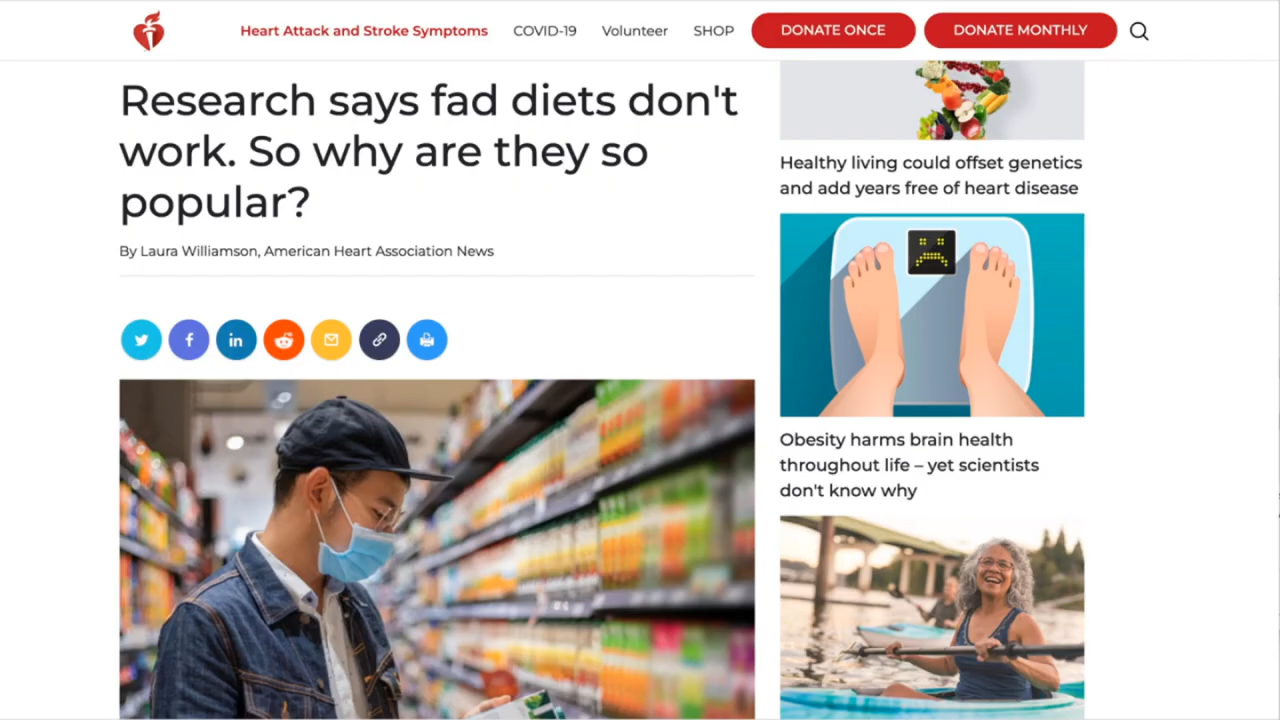 Heart Attack and Stroke Symptoms COVID-19 Volunteer SHOP DONATE ONCE DONATE MONTHLY
Research says fad diets don't
work. So why are they so
popular?
By Laura Williamson, American Heart Association News
Healthy living could offset genetics
and add years free of heart disease
Obesity harms brain health
throughout life – yet scientists
don't know why